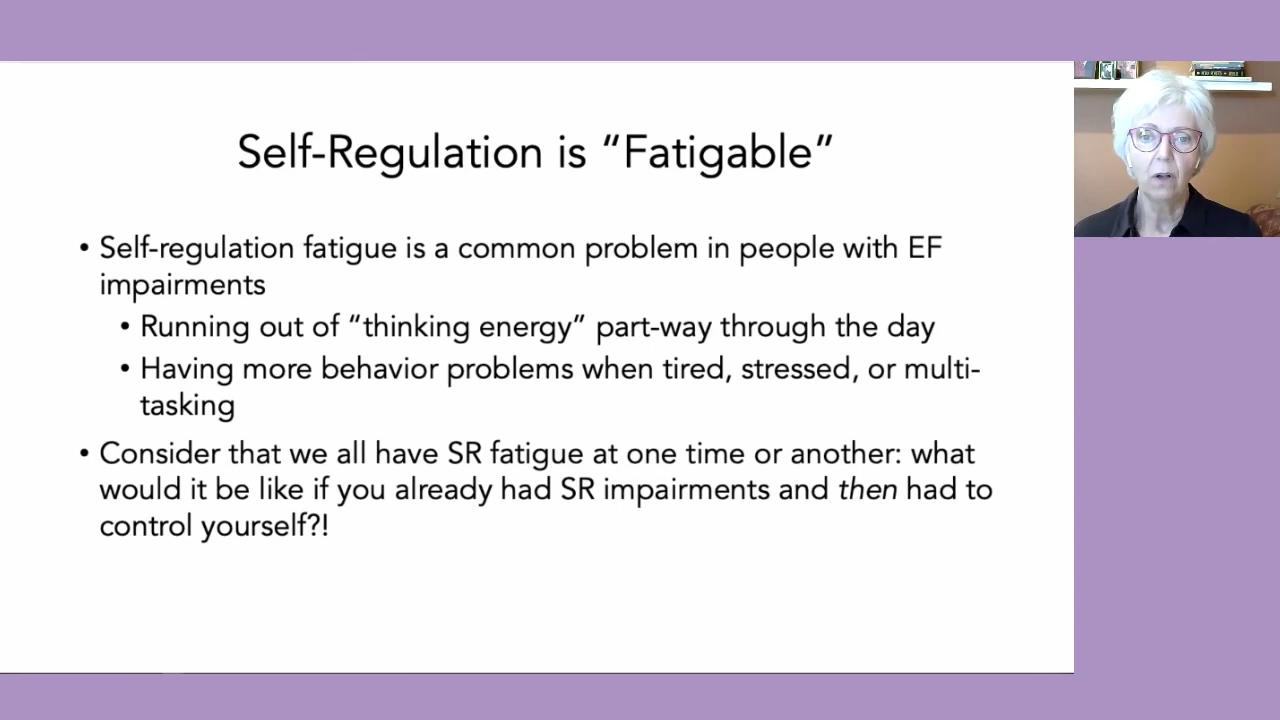 Self-Regulation is “Fatigable”
• Self-regulation fatigue is a common problem in people with EF
impairments
• Running out of “thinking energy” part-way through the day
• Having more behavior problems when tired, stressed, or multi-
tasking
• Consider that we all have SR fatigue at one time or another: what
would it be like if you already had SR impairments and then had to
control yourself?!